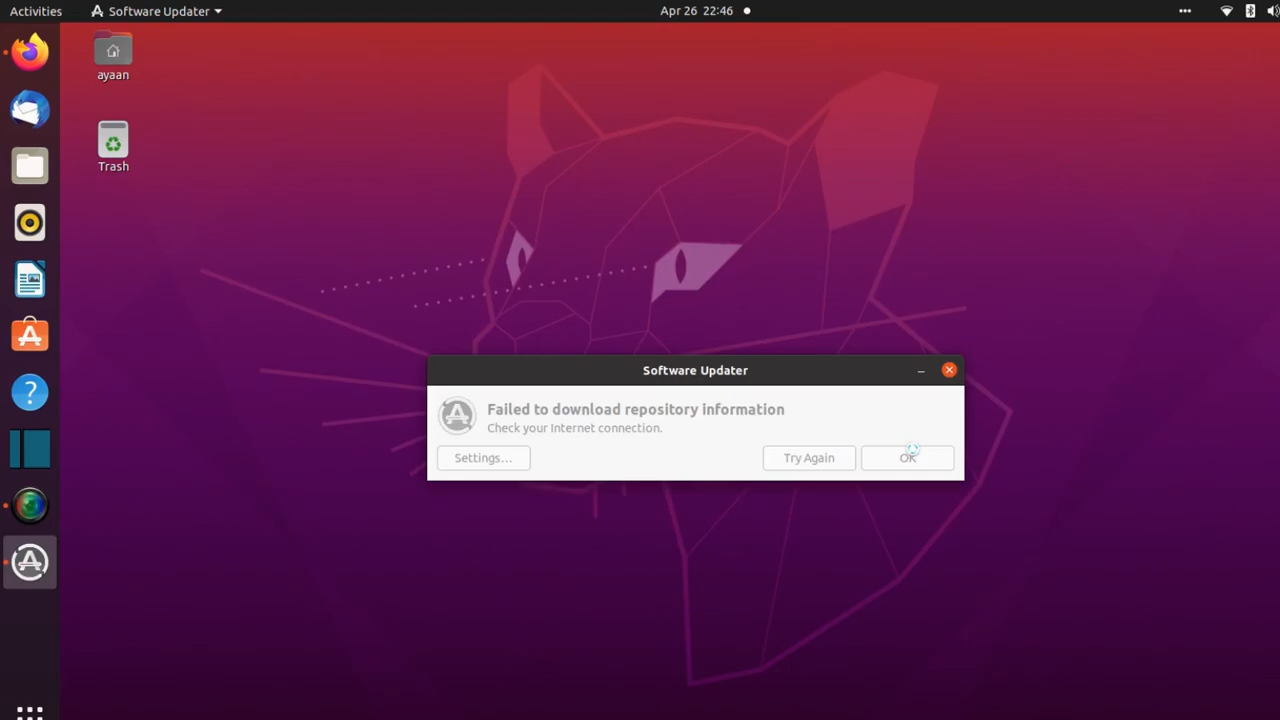 Activities
Software Updater
Apr 26 22:46
ayaan
Trash
Software Updater
Failed to download repository information
Check your Internet connection.
Settings...
Try Again
OK